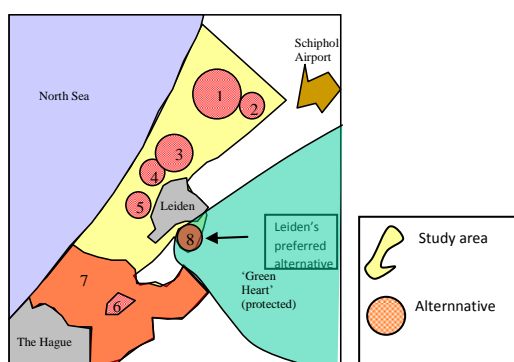 Schiphol
Airport
North Sea
1
2
3
4
5
Leiden
8
Leiden's
preferred
alternative
7
6
'Green
Heart'
(protected)
The Hague
Study area
Alternnative